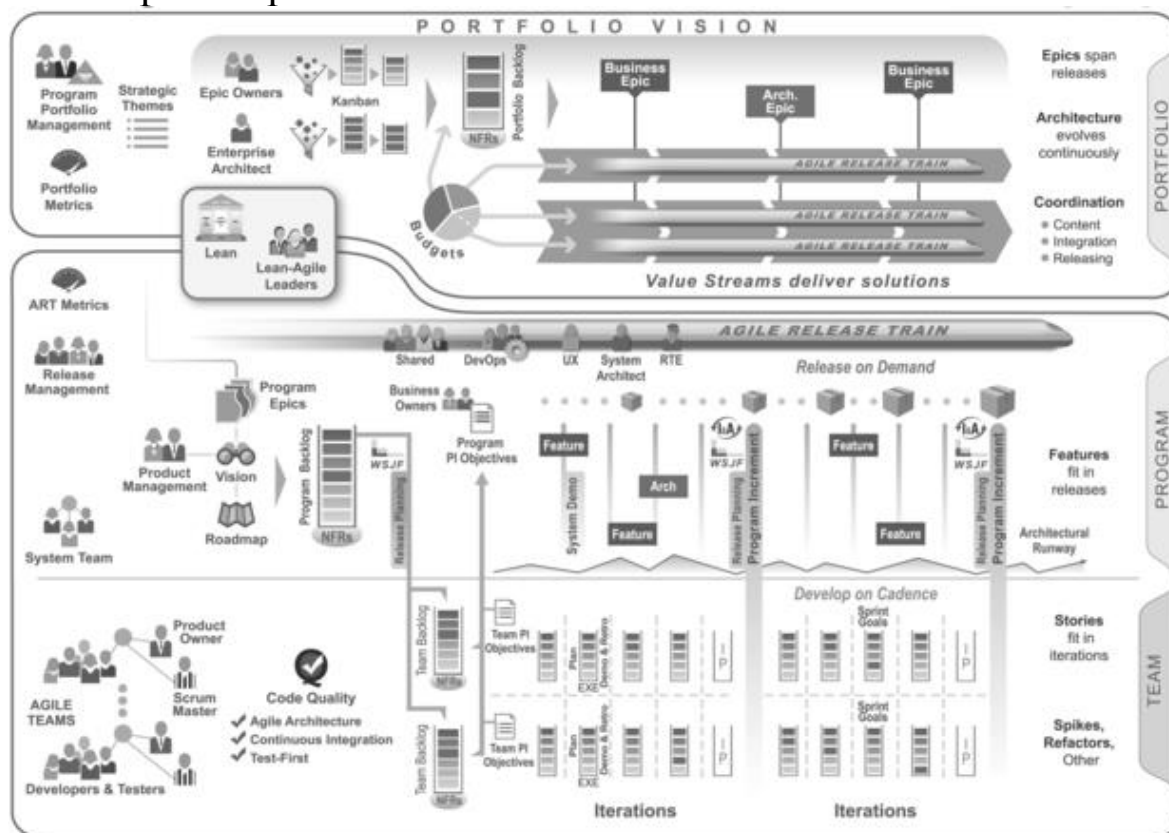 PORTFOLIO VISION
Program
Portfolio
Management
Strategic
Themes
Epic Owners
Kanban
Enterprise
Architect
Portfolio
Metrics
Portfolio Backlog
NFRs
Business
Epic
Arch.
Epic
Business
Epic
AGILE RELEASE TRAIN
AGILE RELEASE TRAIN
AGILE RELEASE TRAIN
Budgets
Value Streams deliver solutions
Epics span
releases
Architecture
evolves
continuously
Coordination
Content
Integration
Releasing
PORTFOLIO
Lean
Lean-Agile
Leaders
ART Metrics
Release
Management
AGILE RELEASE TRAIN
Shared
DevOps
UX
System
Architect
RTE
Release on Demand
Program
Epics
Product
Management
Vision
Roadmap
System Team
Program Backlog
NFRs
WSJF
Release Planning
Business
Owners
Program
PI Objectives
Feature
System Demo
Feature
Arch
I&A
WSJF
Release Planning
Program Increment
Feature
Feature
I&A
WSJF
Release Planning
Program Increment
Features
fit in
releases
Architectural
Runway
PROGRAM
Develop on Cadence
Product
Owner
Scrum
Master
AGILE
TEAMS
Developers & Testers
Code Quality
Agile Architecture
Continuous Integration
Test-First
Team Backlog
NFRs
Team PI
Objectives
Plan
EXE
Demo & Retro
I
P
Sprint
Goals
I
P
Team Backlog
NFRs
Team PI
Objectives
Plan
EXE
Demo & Retro
I
P
Sprint
Goals
I
P
Iterations
Iterations
Stories
fit in
iterations
Spikes,
Refactors,
Other
TEAM